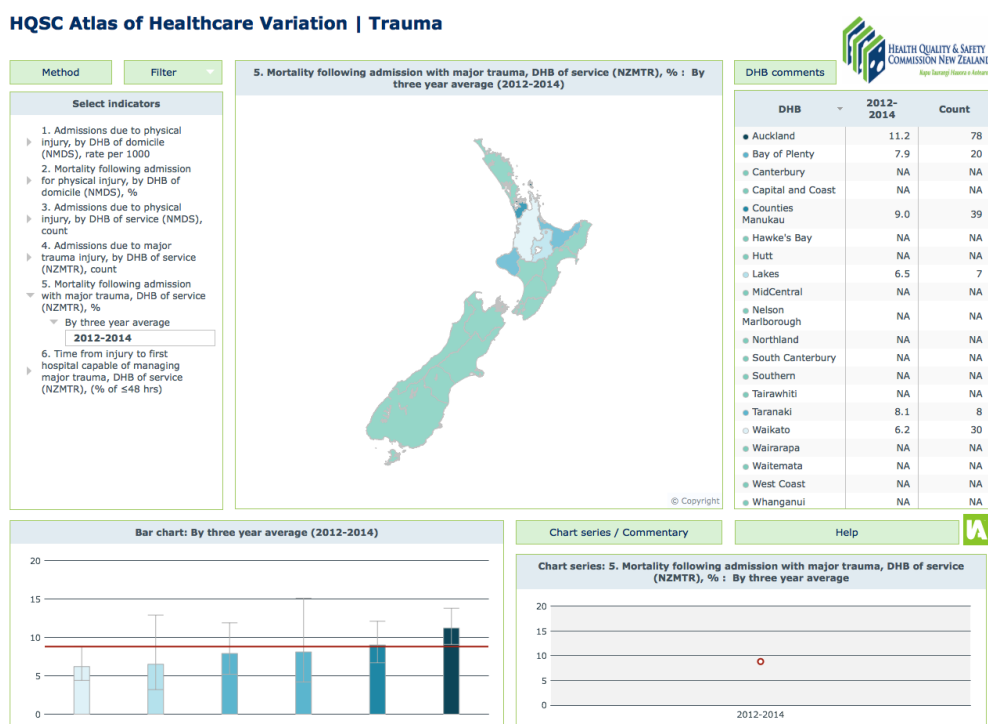 HQSC Atlas of Healthcare Variation | Trauma
HEALTH QUALITY & SAFETY
COMMISSION NEW ZEALAND
Kupu Taurangi Hauora o Aotearoa
Method
Filter
Select indicators
1. Admissions due to physical
injury, by DHB of domicile
(NMDS), rate per 1000
2. Mortality following admission
for physical injury, by DHB of
domicile (NMDS), %
3. Admissions due to physical
injury, by DHB of service (NMDS),
count
4. Admissions due to major
trauma injury, by DHB of service
(NZMTR), count
5. Mortality following admission
with major trauma, DHB of service
(NZMTR), %
By three year average
2012-2014
6. Time from injury to first
hospital capable of managing
major trauma, DHB of service
(NZMTR), (% of ≤48 hrs)
5. Mortality following admission with major trauma, DHB of service (NZMTR), % : By
three year average (2012-2014)
© Copyright
DHB comments
DHB 2012-2014 Count
Auckland 11.2 78
Bay of Plenty 7.9 20
Canterbury NA NA
Capital and Coast NA NA
Counties
Manukau 9.0 39
Hawke's Bay NA NA
Hutt NA NA
Lakes 6.5 7
MidCentral NA NA
Nelson
Marlborough NA NA
Northland NA NA
South Canterbury NA NA
Southern NA NA
Tairawhiti NA NA
Taranaki 8.1 8
Waikato 6.2 30
Wairarapa NA NA
Waitemata NA NA
West Coast NA NA
Whanganui NA NA
Bar chart: By three year average (2012-2014)
20
15
10
5
0
Chart series / Commentary
Help
Chart series: 5. Mortality following admission with major trauma, DHB of service
(NZMTR), % : By three year average
20
15
10
5
0
2012-2014